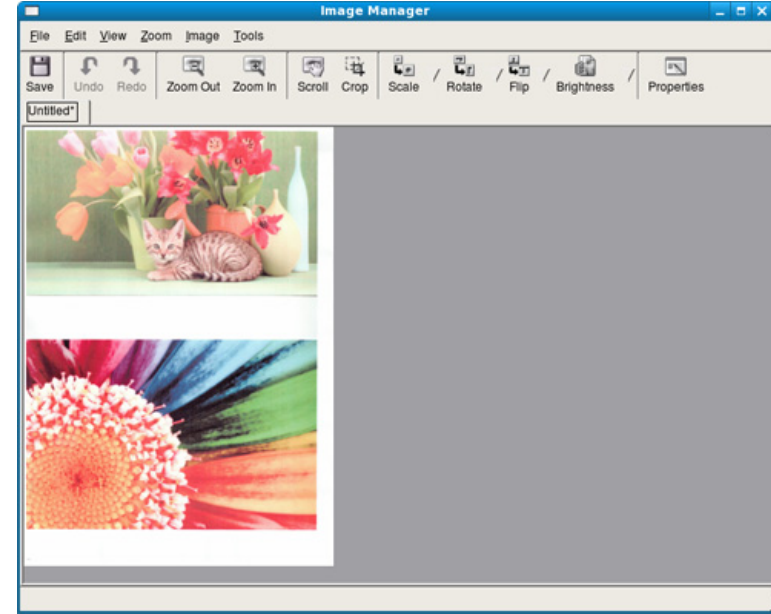 Image Manager
File Edit View Zoom Image Tools
Save Undo Redo Zoom Out Zoom In Scroll Crop Scale / Rotate / Flip / Brightness / Properties
Untitled*